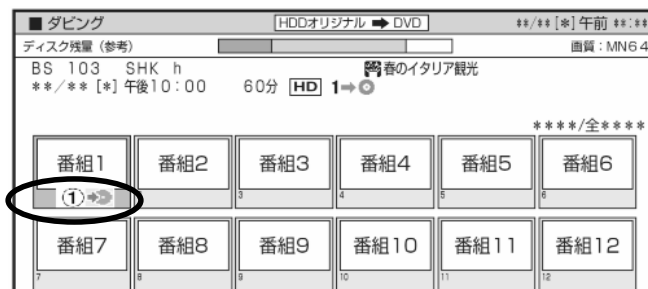 ■ ダビング HDDオリジナル ➡ DVD **/** [*] 午前 **:**
ディスク残量 (参考) 画質：MN64
BS 103 SHK h 春のイタリア観光
**/** [*] 午後10：00 60分 HD 1➡
****/全****
番組1 番組2 番組3 番組4 番組5 番組6
① 3 4 5 6
番組7 番組8 番組9 番組10 番組11 番組12
7 8 9 10 11 12